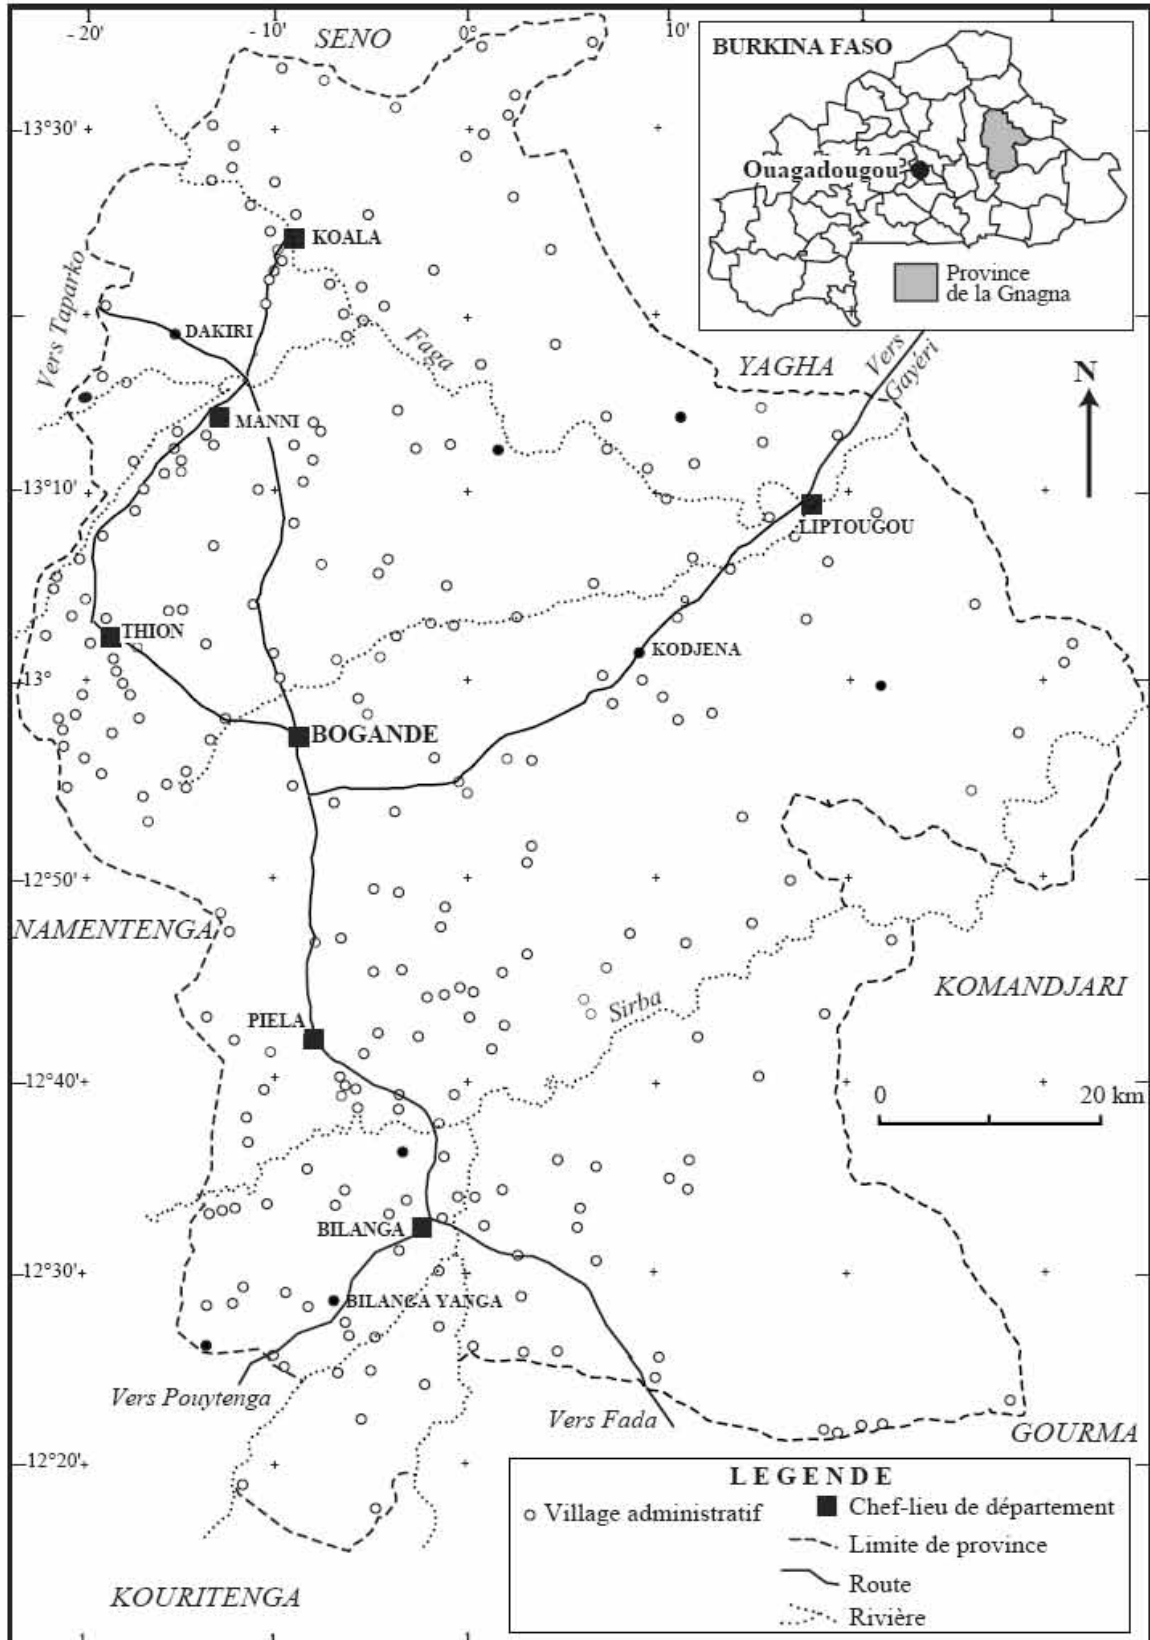 - 20'
- 10'
0°
10'
SENO
BURKINA FASO
Ouagadougou
Province
de la Gnagna
13°30'
KOALA
Vers Taparko
DAKIRI
Faga
YAGHA
Vers
Gayéri
N
MANNI
13°10'
LIPTOUGOU
THION
KODJENA
13°
BOGANDE
12°50'
NAMENTENGA
KOMANDJARI
Sirba
PIELA
12°40'
0
20 km
BILANGA
12°30'
BILANGA YANGA
Vers Pouytenga
Vers Fada
GOURMA
12°20'
LEGENDE
Village administratif
Chef-lieu de département
Limite de province
Route
Rivière
KOURITENGA